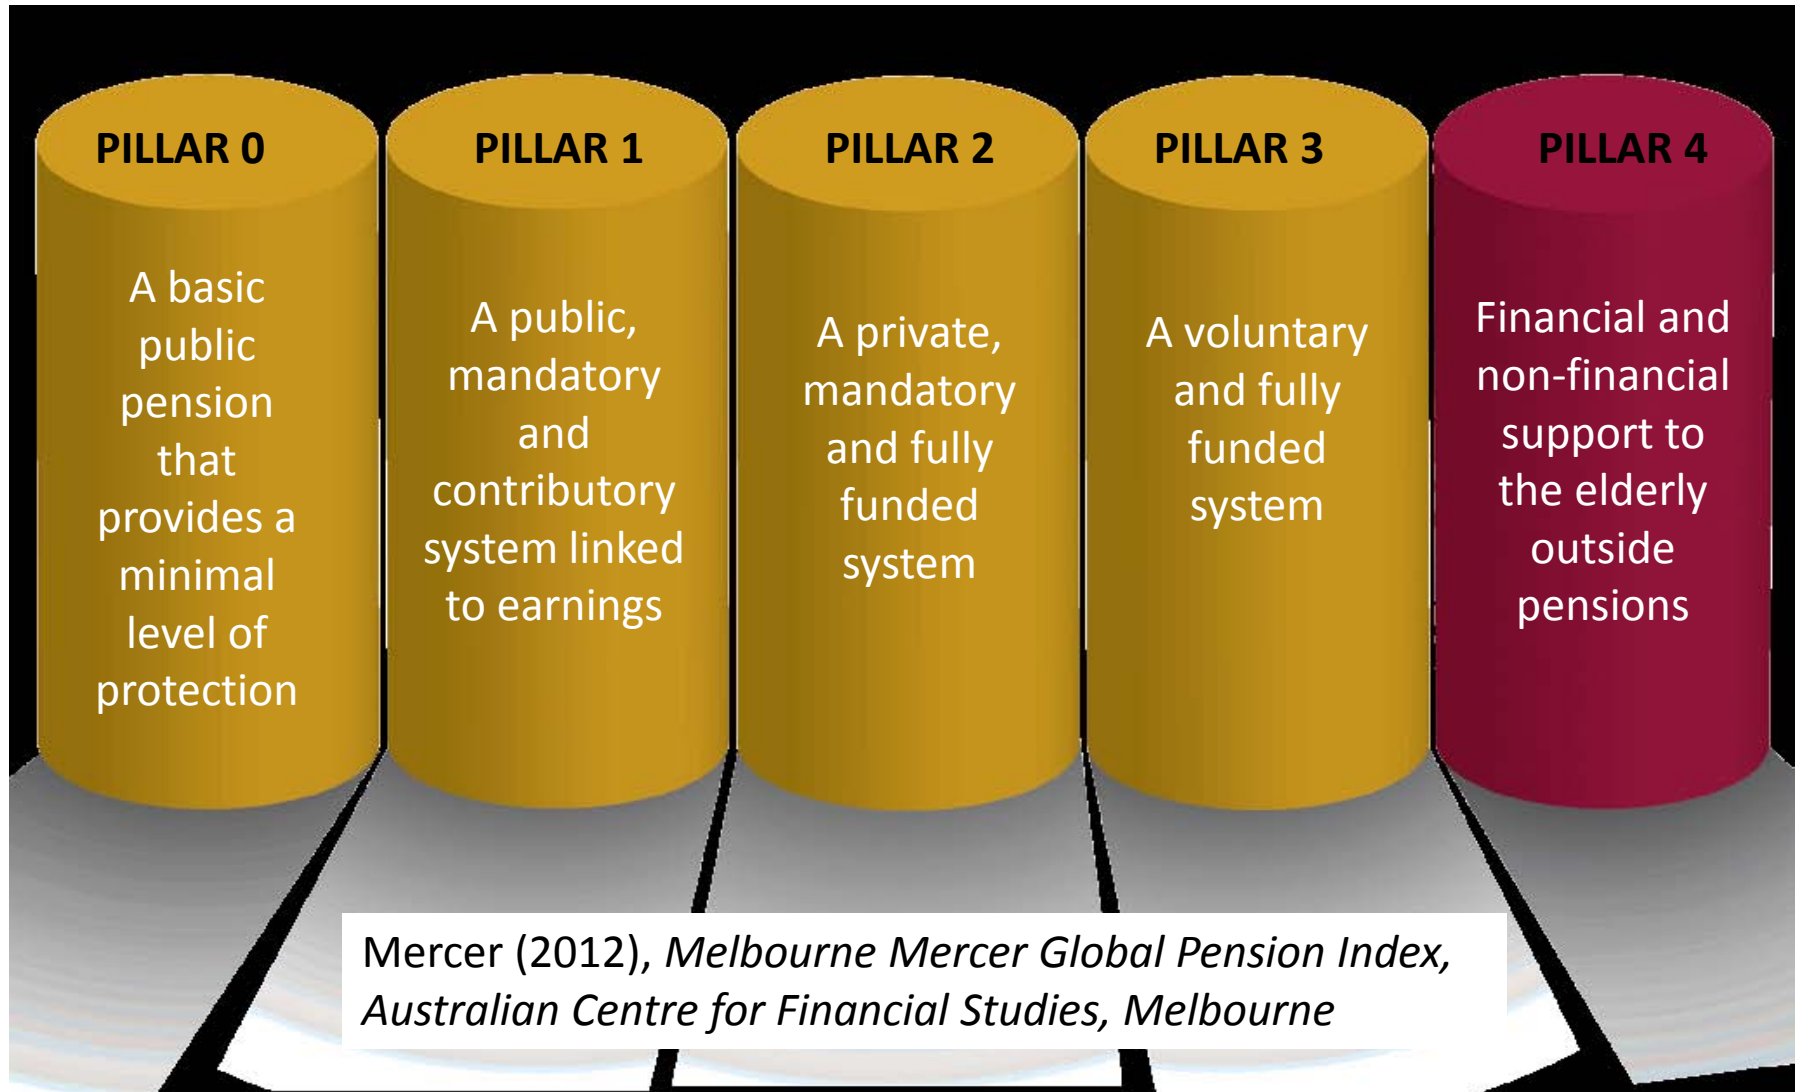 PILLAR 0
A basic
public
pension
that
provides a
minimal
level of
protection
PILLAR 1
A public,
mandatory
and
contributory
system linked
to earnings
PILLAR 2
A private,
mandatory
and fully
funded
system
PILLAR 3
A voluntary
and fully
funded
system
PILLAR 4
Financial and
non-financial
support to
the elderly
outside
pensions
Mercer (2012), Melbourne Mercer Global Pension Index,
Australian Centre for Financial Studies, Melbourne